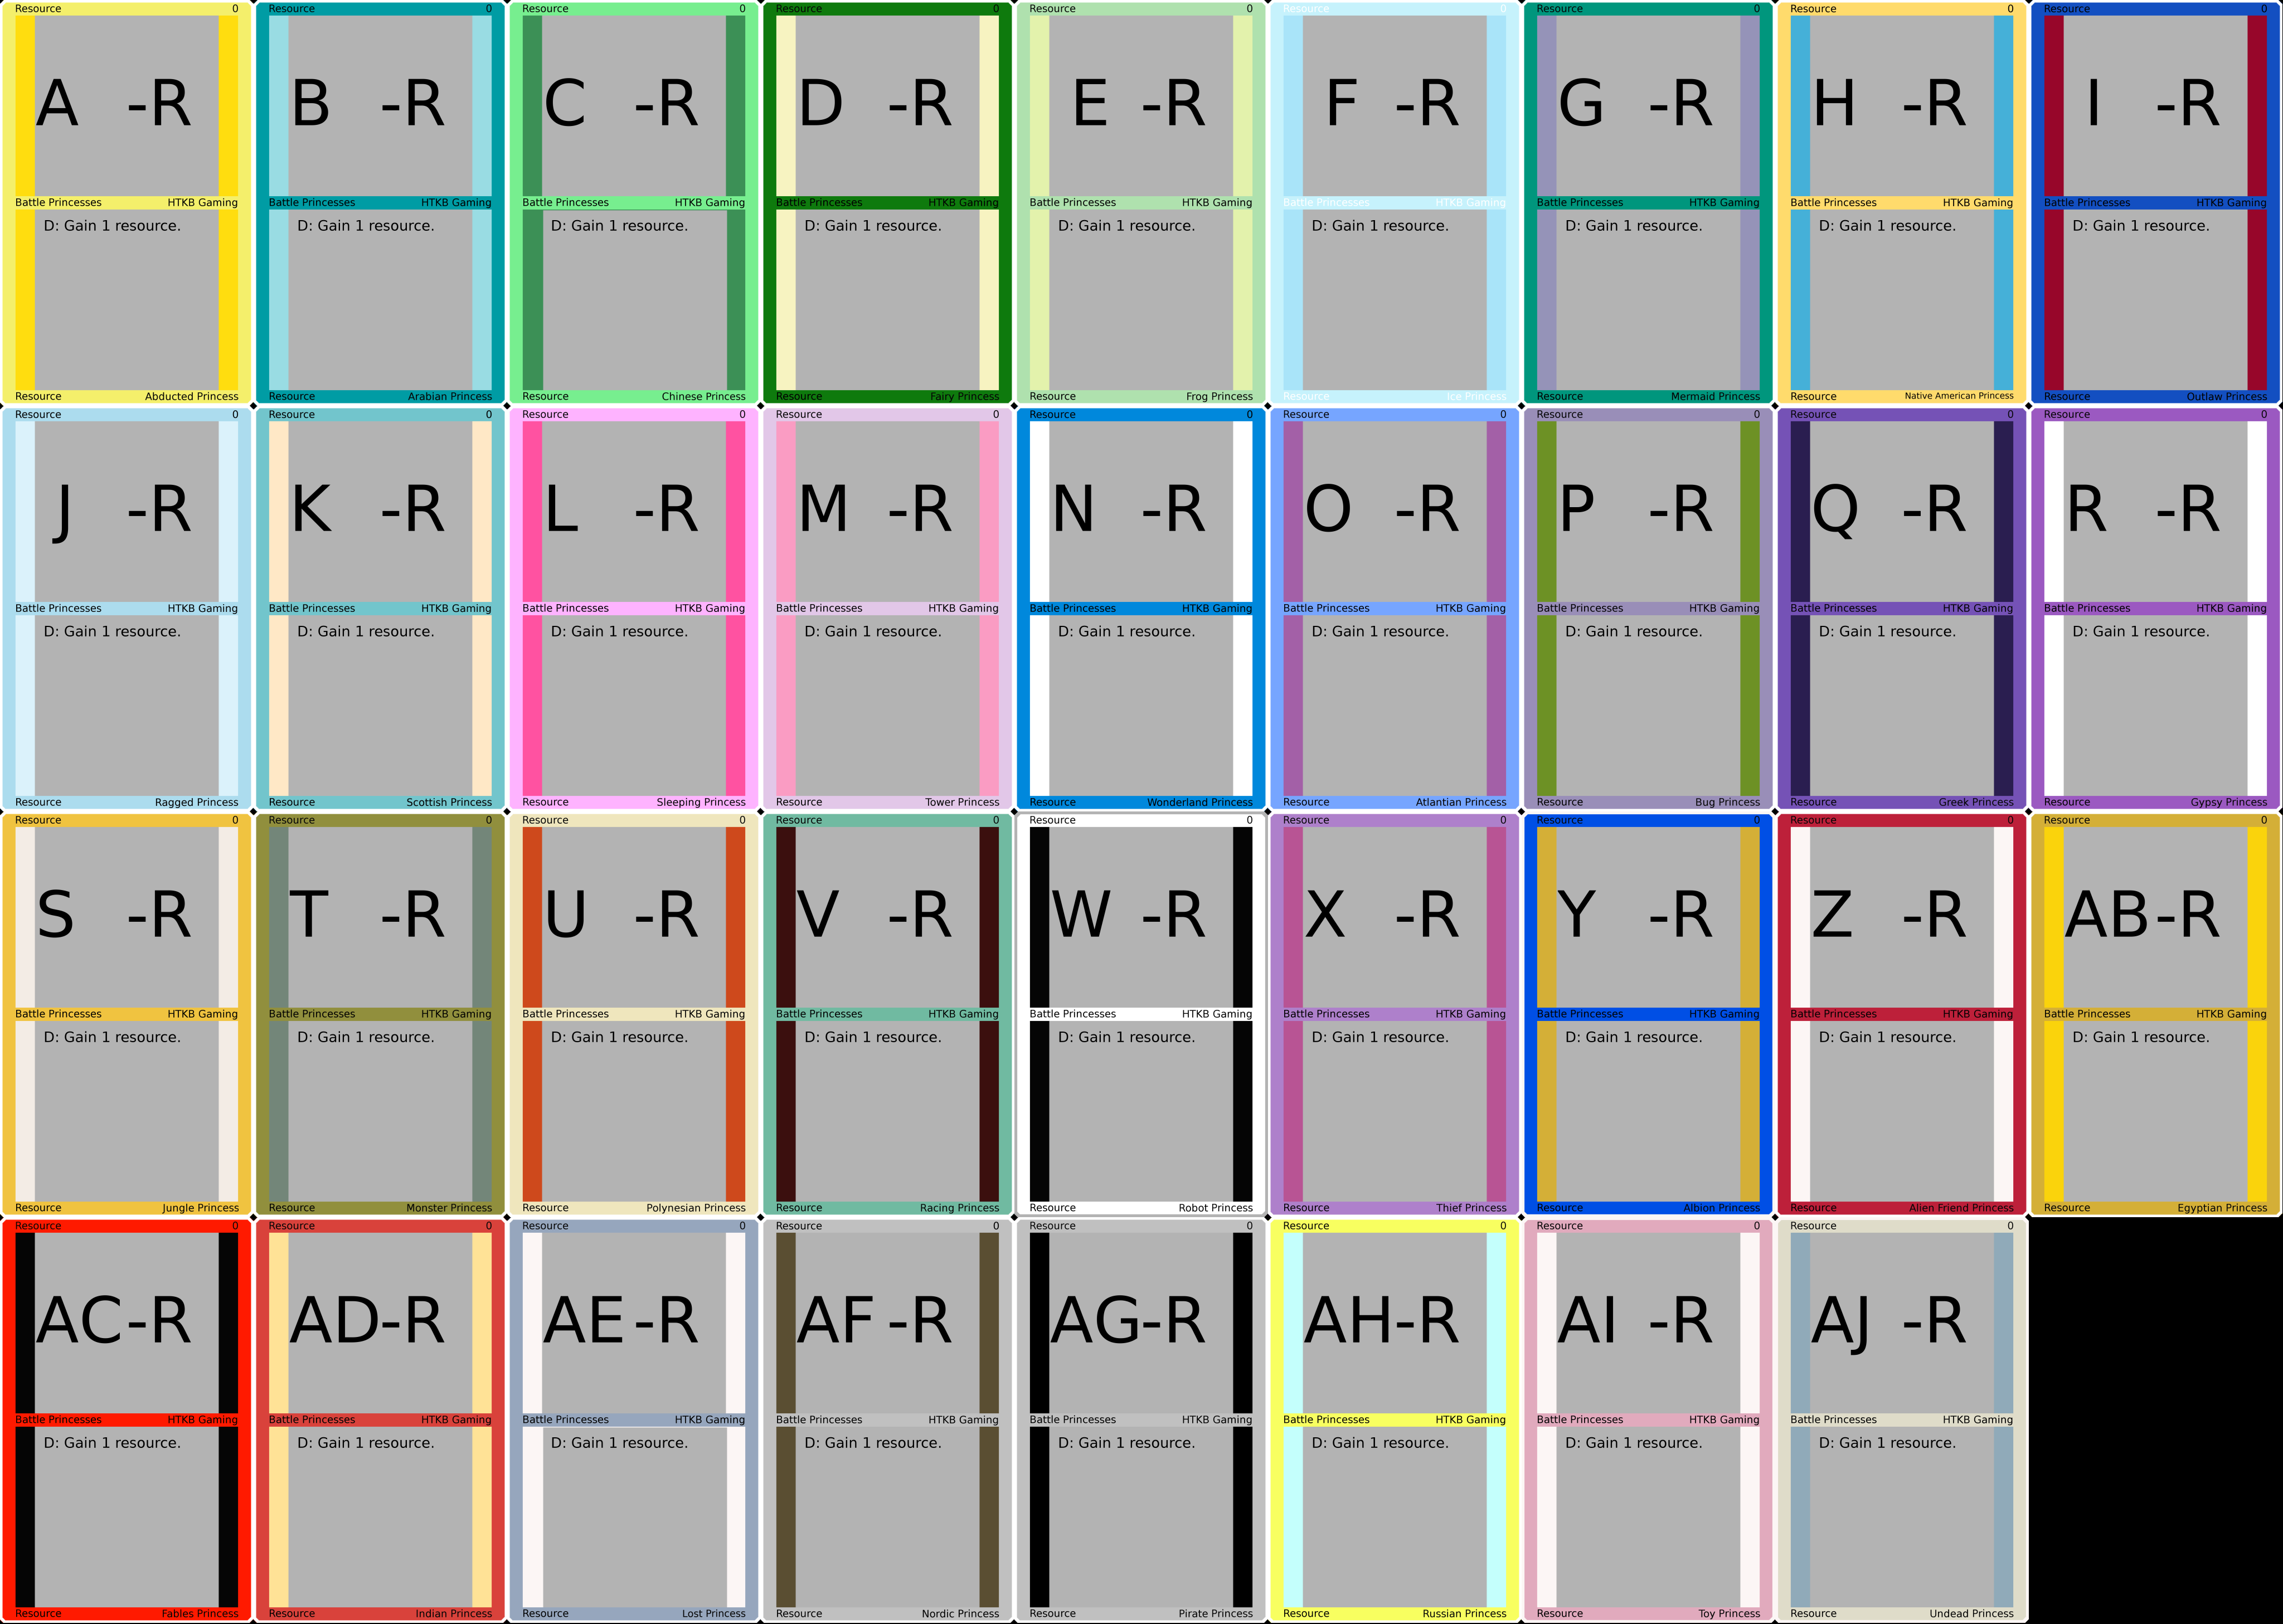 Resource 0
A -R
Battle Princesses HTKB Gaming
D: Gain 1 resource.
Resource Abducted Princess
Resource 0
B -R
Battle Princesses HTKB Gaming
D: Gain 1 resource.
Resource Arabian Princess
Resource 0
C -R
Battle Princesses HTKB Gaming
D: Gain 1 resource.
Resource Chinese Princess
Resource 0
D -R
Battle Princesses HTKB Gaming
D: Gain 1 resource.
Resource Fairy Princess
Resource 0
E -R
Battle Princesses HTKB Gaming
D: Gain 1 resource.
Resource Frog Princess
Resource 0
F -R
Battle Princesses HTKB Gaming
D: Gain 1 resource.
Resource Ice Princess
Resource 0
G -R
Battle Princesses HTKB Gaming
D: Gain 1 resource.
Resource Mermaid Princess
Resource 0
H -R
Battle Princesses HTKB Gaming
D: Gain 1 resource.
Resource Native American Princess
Resource 0
I -R
Battle Princesses HTKB Gaming
D: Gain 1 resource.
Resource Outlaw Princess
Resource 0
J -R
Battle Princesses HTKB Gaming
D: Gain 1 resource.
Resource Ragged Princess
Resource 0
K -R
Battle Princesses HTKB Gaming
D: Gain 1 resource.
Resource Scottish Princess
Resource 0
L -R
Battle Princesses HTKB Gaming
D: Gain 1 resource.
Resource Sleeping Princess
Resource 0
M -R
Battle Princesses HTKB Gaming
D: Gain 1 resource.
Resource Tower Princess
Resource 0
N -R
Battle Princesses HTKB Gaming
D: Gain 1 resource.
Resource Wonderland Princess
Resource 0
O -R
Battle Princesses HTKB Gaming
D: Gain 1 resource.
Resource Atlantian Princess
Resource 0
P -R
Battle Princesses HTKB Gaming
D: Gain 1 resource.
Resource Bug Princess
Resource 0
Q -R
Battle Princesses HTKB Gaming
D: Gain 1 resource.
Resource Greek Princess
Resource 0
R -R
Battle Princesses HTKB Gaming
D: Gain 1 resource.
Resource Gypsy Princess
Resource 0
S -R
Battle Princesses HTKB Gaming
D: Gain 1 resource.
Resource Jungle Princess
Resource 0
T -R
Battle Princesses HTKB Gaming
D: Gain 1 resource.
Resource Monster Princess
Resource 0
U -R
Battle Princesses HTKB Gaming
D: Gain 1 resource.
Resource Polynesian Princess
Resource 0
V -R
Battle Princesses HTKB Gaming
D: Gain 1 resource.
Resource Racing Princess
Resource 0
W -R
Battle Princesses HTKB Gaming
D: Gain 1 resource.
Resource Robot Princess
Resource 0
X -R
Battle Princesses HTKB Gaming
D: Gain 1 resource.
Resource Thief Princess
Resource 0
Y -R
Battle Princesses HTKB Gaming
D: Gain 1 resource.
Resource Albion Princess
Resource 0
Z -R
Battle Princesses HTKB Gaming
D: Gain 1 resource.
Resource Alien Friend Princess
Resource 0
AB-R
Battle Princesses HTKB Gaming
D: Gain 1 resource.
Resource Egyptian Princess
Resource 0
AC-R
Battle Princesses HTKB Gaming
D: Gain 1 resource.
Resource Fables Princess
Resource 0
AD-R
Battle Princesses HTKB Gaming
D: Gain 1 resource.
Resource Indian Princess
Resource 0
AE -R
Battle Princesses HTKB Gaming
D: Gain 1 resource.
Resource Lost Princess
Resource 0
AF -R
Battle Princesses HTKB Gaming
D: Gain 1 resource.
Resource Nordic Princess
Resource 0
AG-R
Battle Princesses HTKB Gaming
D: Gain 1 resource.
Resource Pirate Princess
Resource 0
AH-R
Battle Princesses HTKB Gaming
D: Gain 1 resource.
Resource Russian Princess
Resource 0
AI -R
Battle Princesses HTKB Gaming
D: Gain 1 resource.
Resource Toy Princess
Resource 0
AJ -R
Battle Princesses HTKB Gaming
D: Gain 1 resource.
Resource Undead Princess